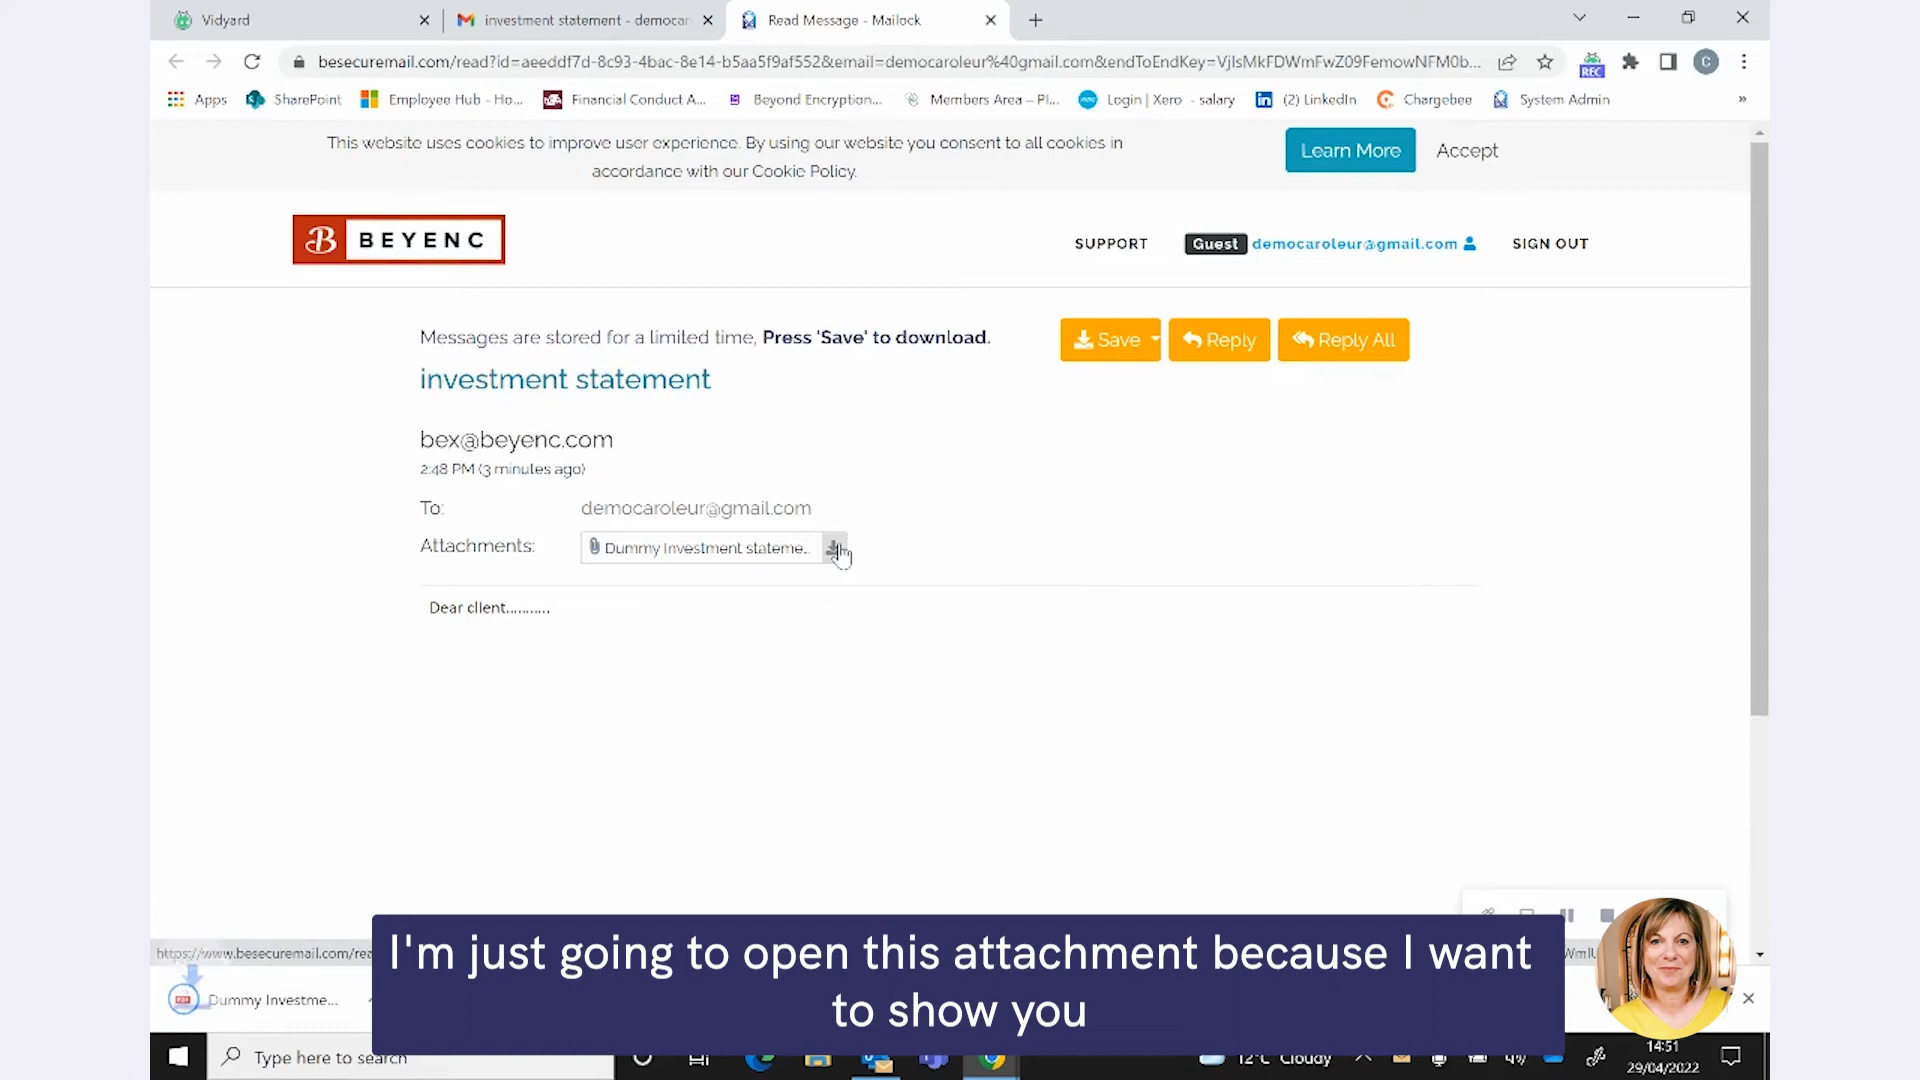 Vidyard
investment statement - democar
Read Message - Mailock
besecuremail.com/read?id=aeeddf7d-8c93-4bac-8e14-b5aa5f9af552&email=democaroleur%40gmail.com&endToEndKey=VjlsMkFDWmFwZ09FemowNFM0b...
REC
C
Apps
SharePoint
Employee Hub - Ho...
Financial Conduct A...
Beyond Encryption...
Members Area – Pl...
Login | Xero - salary
(2) LinkedIn
Chargebee
System Admin
»
This website uses cookies to improve user experience. By using our website you consent to all cookies in
accordance with our Cookie Policy.
Learn More
Accept
B BEYENC
SUPPORT
Guest democaroleur@gmail.com
SIGN OUT
Messages are stored for a limited time, Press 'Save' to download.
Save
Reply
Reply All
investment statement
bex@beyenc.com
2:48 PM (3 minutes ago)
To: democaroleur@gmail.com
Attachments: Dummy Investment stateme...
Dear client...........
https://www.besecuremail.com/rea
I'm just going to open this attachment because I want
to show you
Dummy Investme...
Type here to search
12°C Cloudy
14:51
29/04/2022